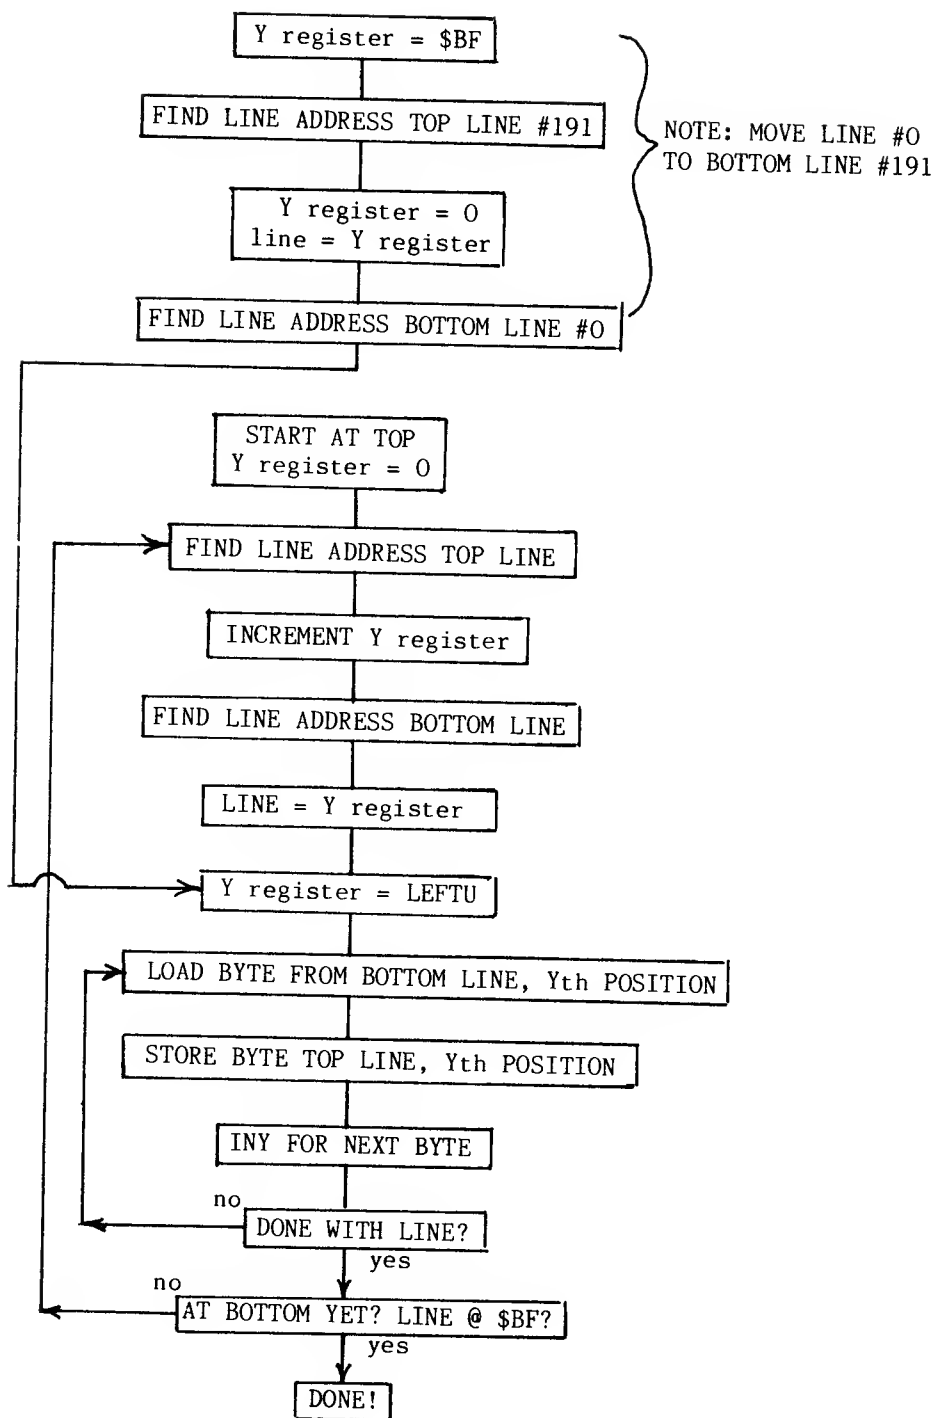 Y register = $BF
FIND LINE ADDRESS TOP LINE #191
NOTE: MOVE LINE #0
TO BOTTOM LINE #191
Y register = 0
line = Y register
FIND LINE ADDRESS BOTTOM LINE #0
START AT TOP
Y register = 0
FIND LINE ADDRESS TOP LINE
INCREMENT Y register
FIND LINE ADDRESS BOTTOM LINE
LINE = Y register
Y register = LEFTU
LOAD BYTE FROM BOTTOM LINE, Yth POSITION
STORE BYTE TOP LINE, Yth POSITION
INY FOR NEXT BYTE
no
DONE WITH LINE?
yes
no
AT BOTTOM YET? LINE @ $BF?
yes
DONE!